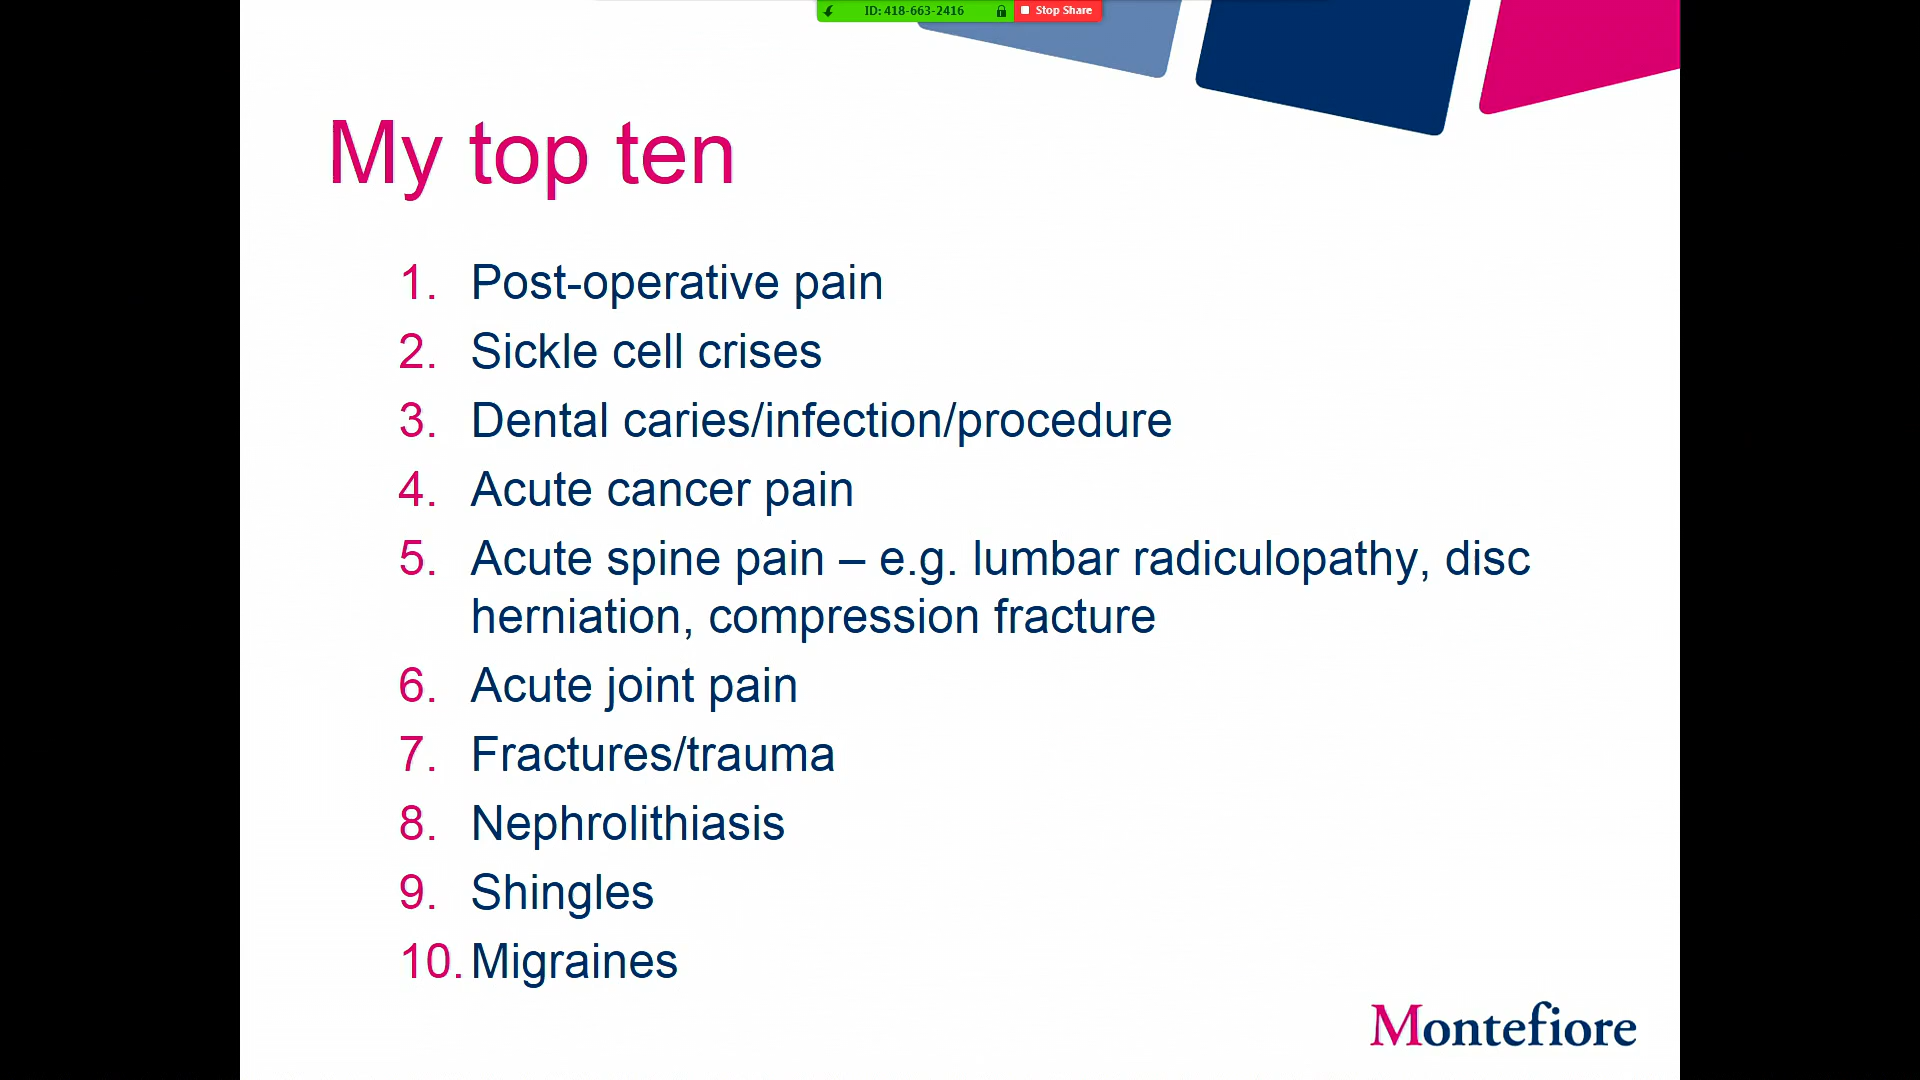 ID: 418-663-2416 Stop Share
My top ten
1. Post-operative pain
2. Sickle cell crises
3. Dental caries/infection/procedure
4. Acute cancer pain
5. Acute spine pain – e.g. lumbar radiculopathy, disc
herniation, compression fracture
6. Acute joint pain
7. Fractures/trauma
8. Nephrolithiasis
9. Shingles
10. Migraines
Montefiore